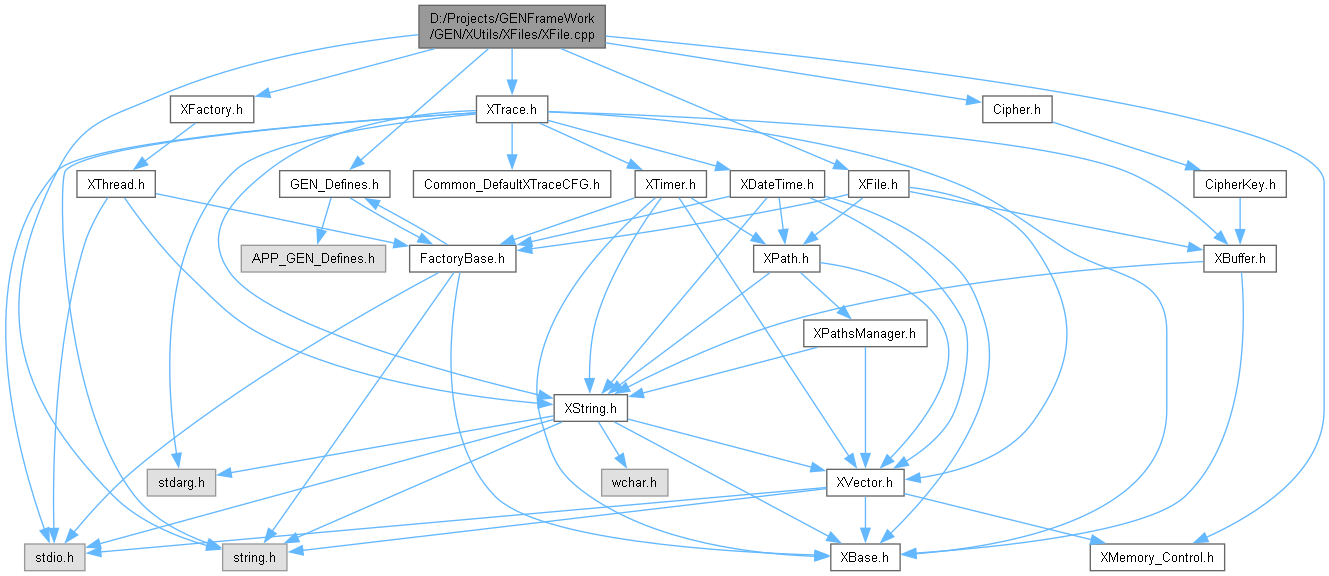 D:/Projects/GENFrameWork
/GEN/XUtils/XFiles/XFile.cpp
XFactory.h
XTrace.h
Cipher.h
XThread.h
GEN_Defines.h
Common_DefaultXTraceCFG.h
XTimer.h
XDateTime.h
XFile.h
CipherKey.h
APP_GEN_Defines.h
FactoryBase.h
XPath.h
XBuffer.h
XPathsManager.h
XString.h
stdarg.h
wchar.h
XVector.h
stdio.h
string.h
XBase.h
XMemory_Control.h